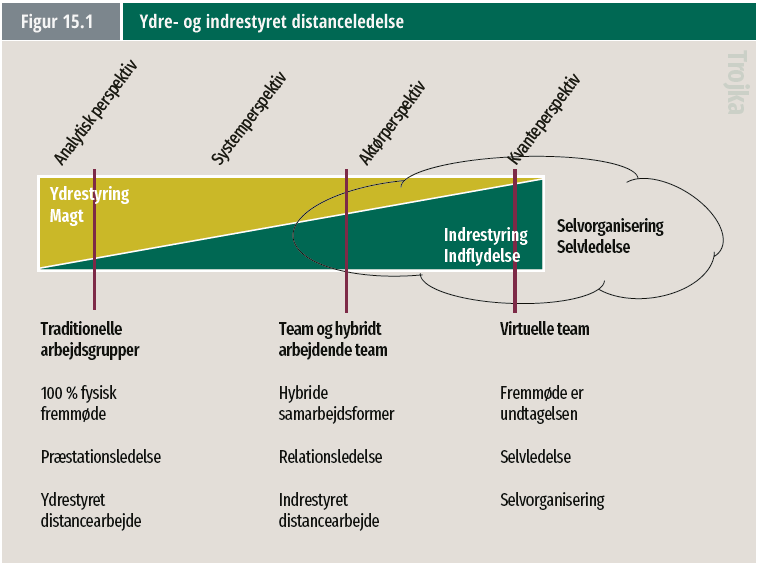 Figur 15.1
Ydre- og indrestyret distanceledelse
Trojka
Analytisk perspektiv
Systemperspektiv
Aktørperspektiv
Kvanteperspektiv
Ydrestyring
Magt
Indrestyring
Indflydelse
Selvorganisering
Selvledelse
Traditionelle
arbejdsgrupper
100 % fysisk
fremmøde
Præstationsledelse
Ydrestyret
distancearbejde
Team og hybridt
arbejdende team
Hybride
samarbejdsformer
Relationsledelse
Indrestyret
distancearbejde
Virtuelle team
Fremmøde er
undtagelsen
Selvledelse
Selvorganisering